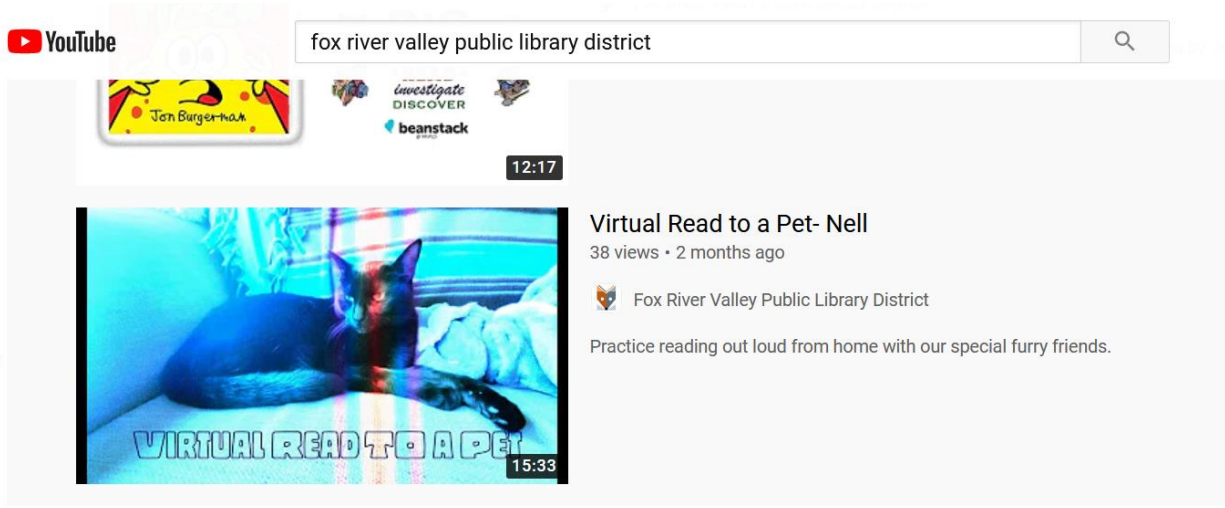 YouTube
fox river valley public library district
Jon Burgerman
investigate
DISCOVER
beanstack
12:17
Virtual Read to a Pet- Nell
38 views • 2 months ago
Fox River Valley Public Library District
Practice reading out loud from home with our special furry friends.
VIRTUAL READ TO A PET
15:33